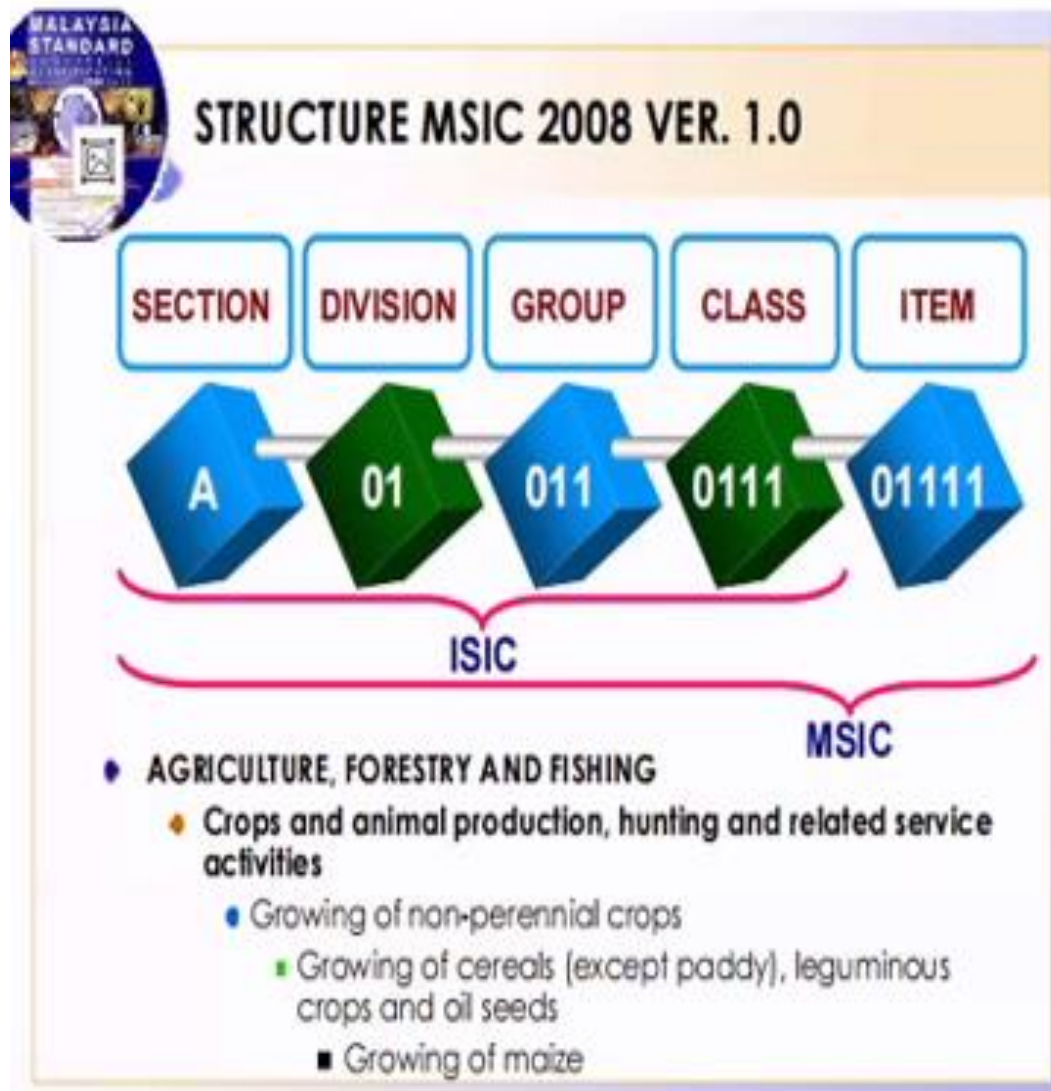 MALAYSIA
STANDARD
STRUCTURE MSIC 2008 VER. 1.0
SECTION DIVISION GROUP CLASS ITEM
A 01 011 0111 01111
ISIC
MSIC
AGRICULTURE, FORESTRY AND FISHING
Crops and animal production, hunting and related service
activities
Growing of non-perennial crops
Growing of cereals (except paddy), leguminous
crops and oil seeds
Growing of maize